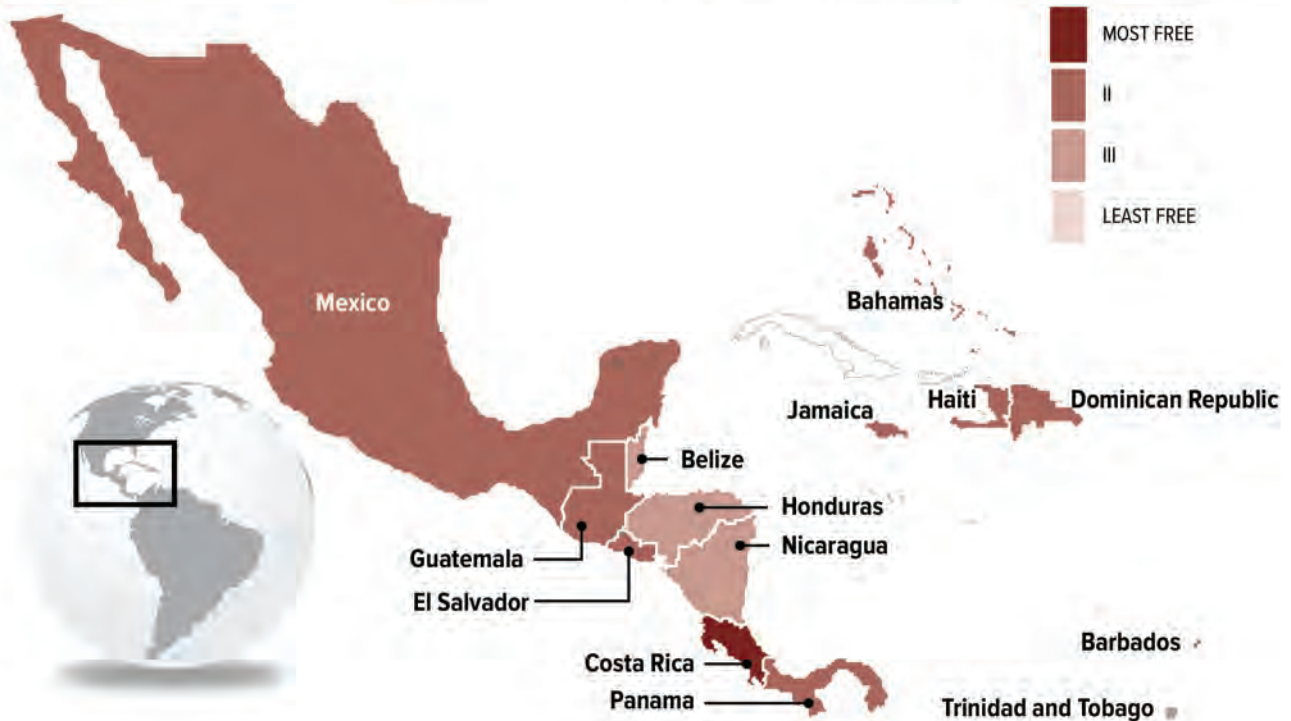 MOST FREE
II
III
LEAST FREE
Mexico
Bahamas
Jamaica
Haiti
Dominican Republic
Belize
Honduras
Nicaragua
Guatemala
El Salvador
Costa Rica
Panama
Barbados
Trinidad and Tobago